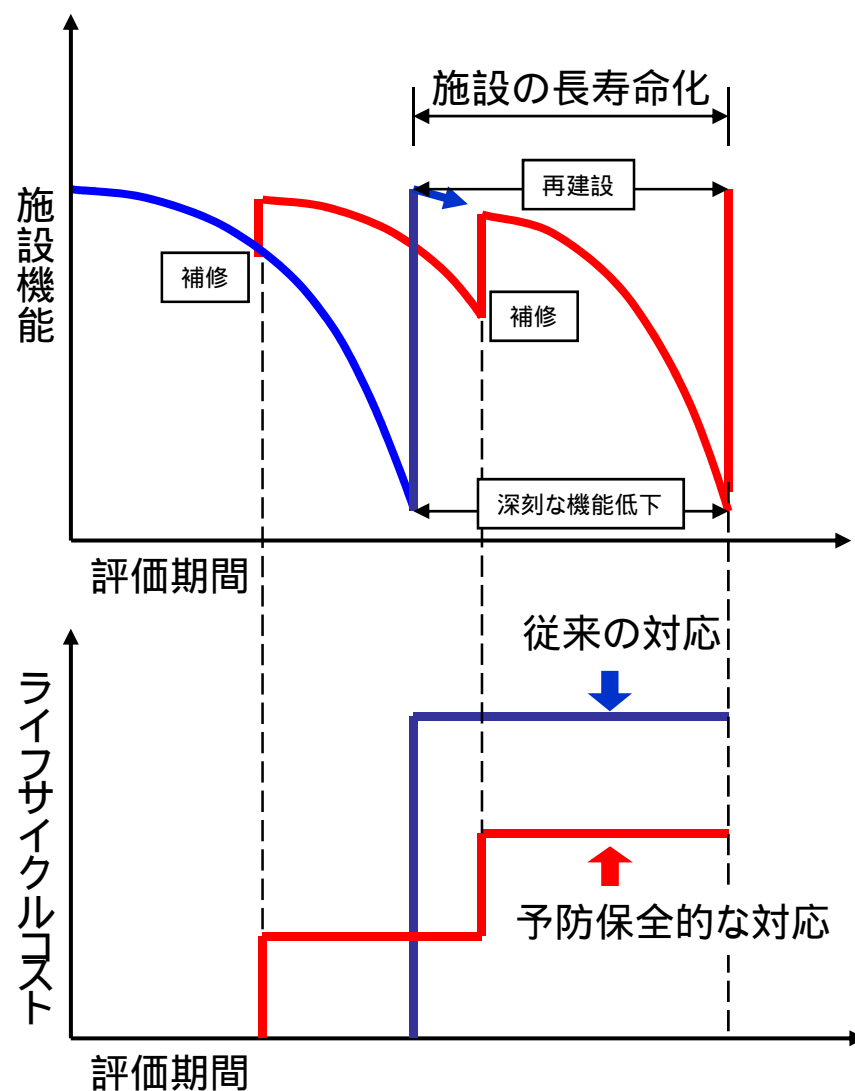 施設の長寿命化
再建設
施設機能
補修
補修
深刻な機能低下
評価期間
従来の対応
ライフサイクルコスト
予防保全的な対応
評価期間